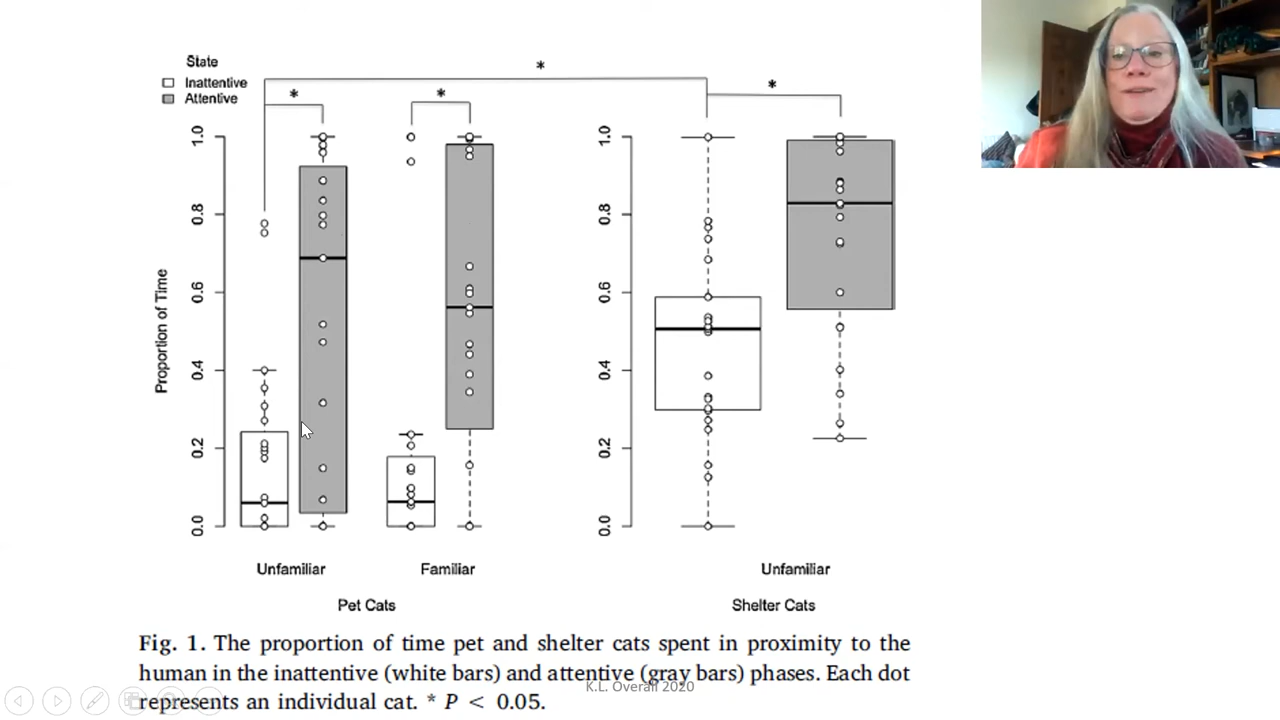 State
Inattentive
Attentive
*
*
*
*
Proportion of Time
1.0
0.8
0.6
0.4
0.2
0.0
1.0
0.8
0.6
0.4
0.2
0.0
Unfamiliar
Familiar
Unfamiliar
Pet Cats
Shelter Cats
Fig. 1. The proportion of time pet and shelter cats spent in proximity to the
human in the inattentive (white bars) and attentive (gray bars) phases. Each dot
represents an individual cat. * P < 0.05.
K.L. Overall 2020